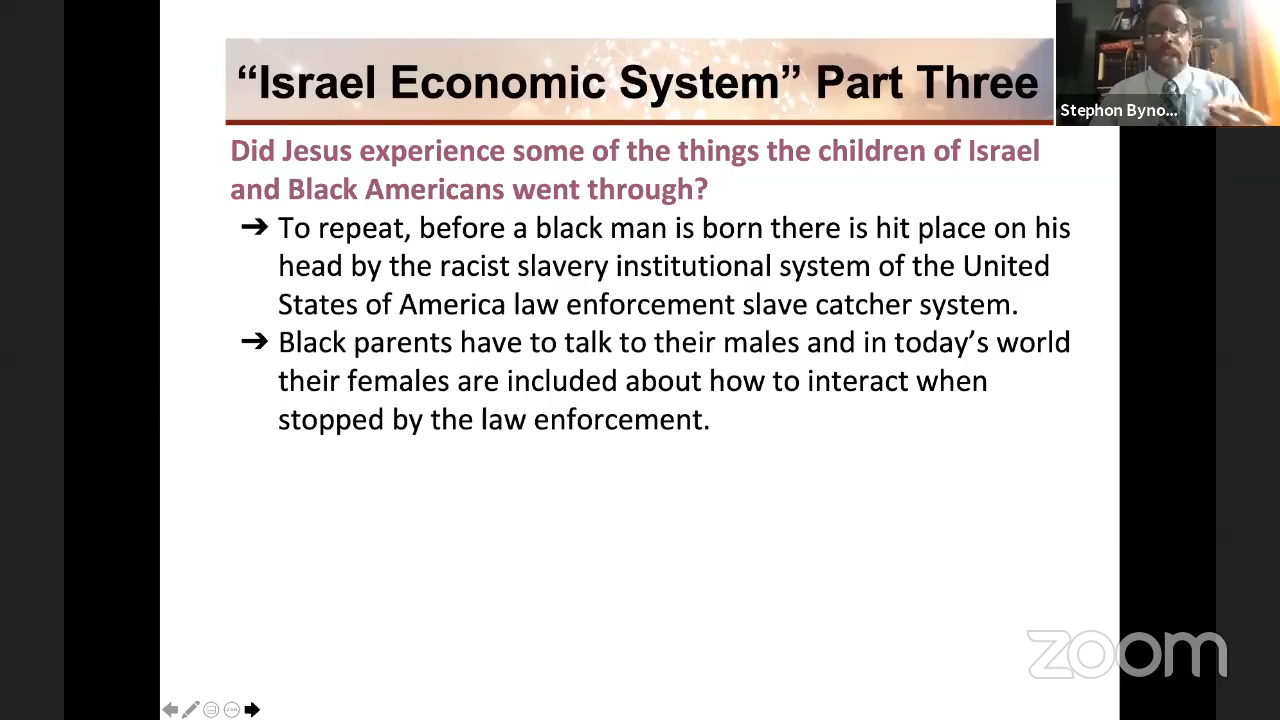 “Israel Economic System” Part Three
Stephon Byno...
Did Jesus experience some of the things the children of Israel
and Black Americans went through?
➔ To repeat, before a black man is born there is hit place on his
head by the racist slavery institutional system of the United
States of America law enforcement slave catcher system.
➔ Black parents have to talk to their males and in today’s world
their females are included about how to interact when
stopped by the law enforcement.
zoom